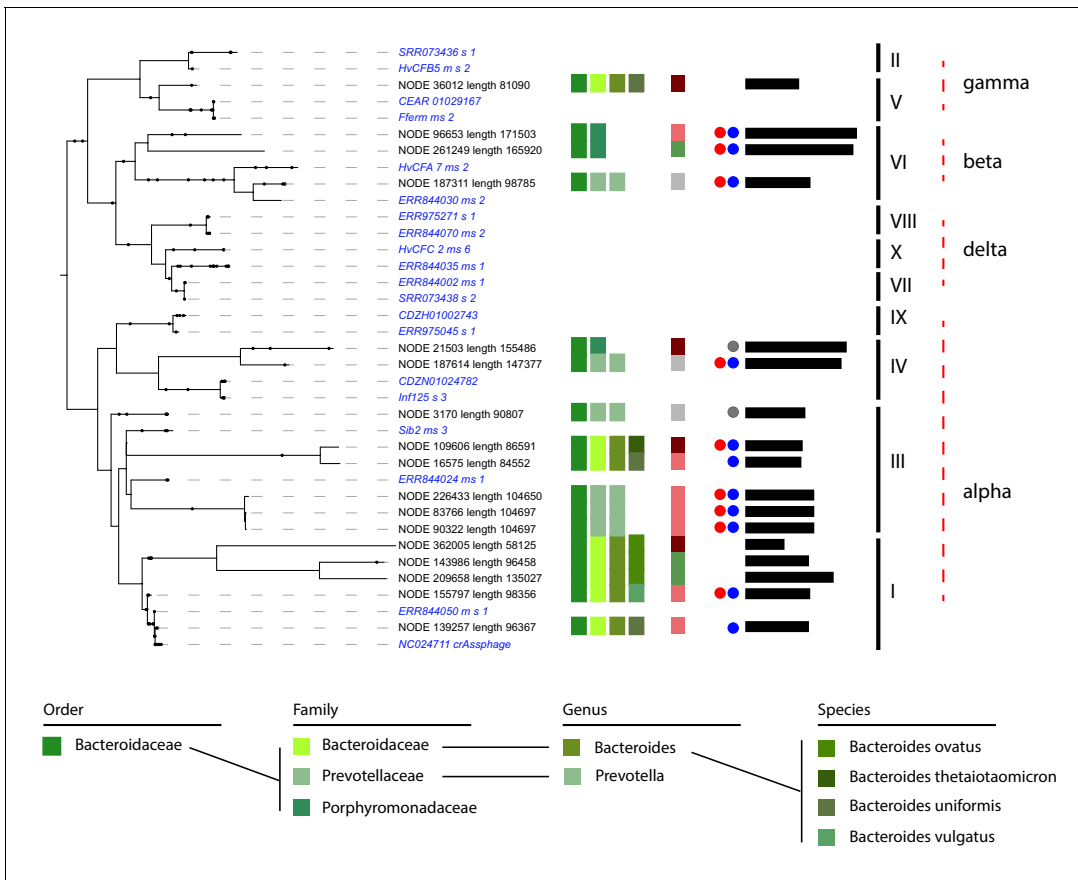 SRR073436 s 1
HvCFB5 m s 2
NODE 36012 length 81090
CEAR 01029167
Fferm ms 2
NODE 96653 length 171503
NODE 261249 length 165920
HvCFA 7 ms 2
NODE 187311 length 98785
ERR844030 ms 2
ERR975271 s 1
ERR844070 ms 2
HvCFC 2 ms 6
ERR844035 ms 1
ERR844002 ms 1
SRR073438 s 2
CDZH01002743
ERR975045 s 1
NODE 21503 length 155486
NODE 187614 length 147377
CDZN01024782
Inf125 s 3
NODE 3170 length 90807
Sib2 ms 3
NODE 109606 length 86591
NODE 16575 length 84552
ERR844024 ms 1
NODE 226433 length 104650
NODE 83766 length 104697
NODE 90322 length 104697
NODE 362005 length 58125
NODE 143986 length 96458
NODE 209658 length 135027
NODE 155797 length 98356
ERR844050 m s 1
NODE 139257 length 96367
NC024711 crAssphage
II
V
VI
VIII
X
VII
IX
IV
III
I
gamma
beta
delta
alpha
Order
Bacteroidaceae
Family
Bacteroidaceae
Prevotellaceae
Porphyromonadaceae
Genus
Bacteroides
Prevotella
Species
Bacteroides ovatus
Bacteroides thetaiotaomicron
Bacteroides uniformis
Bacteroides vulgatus